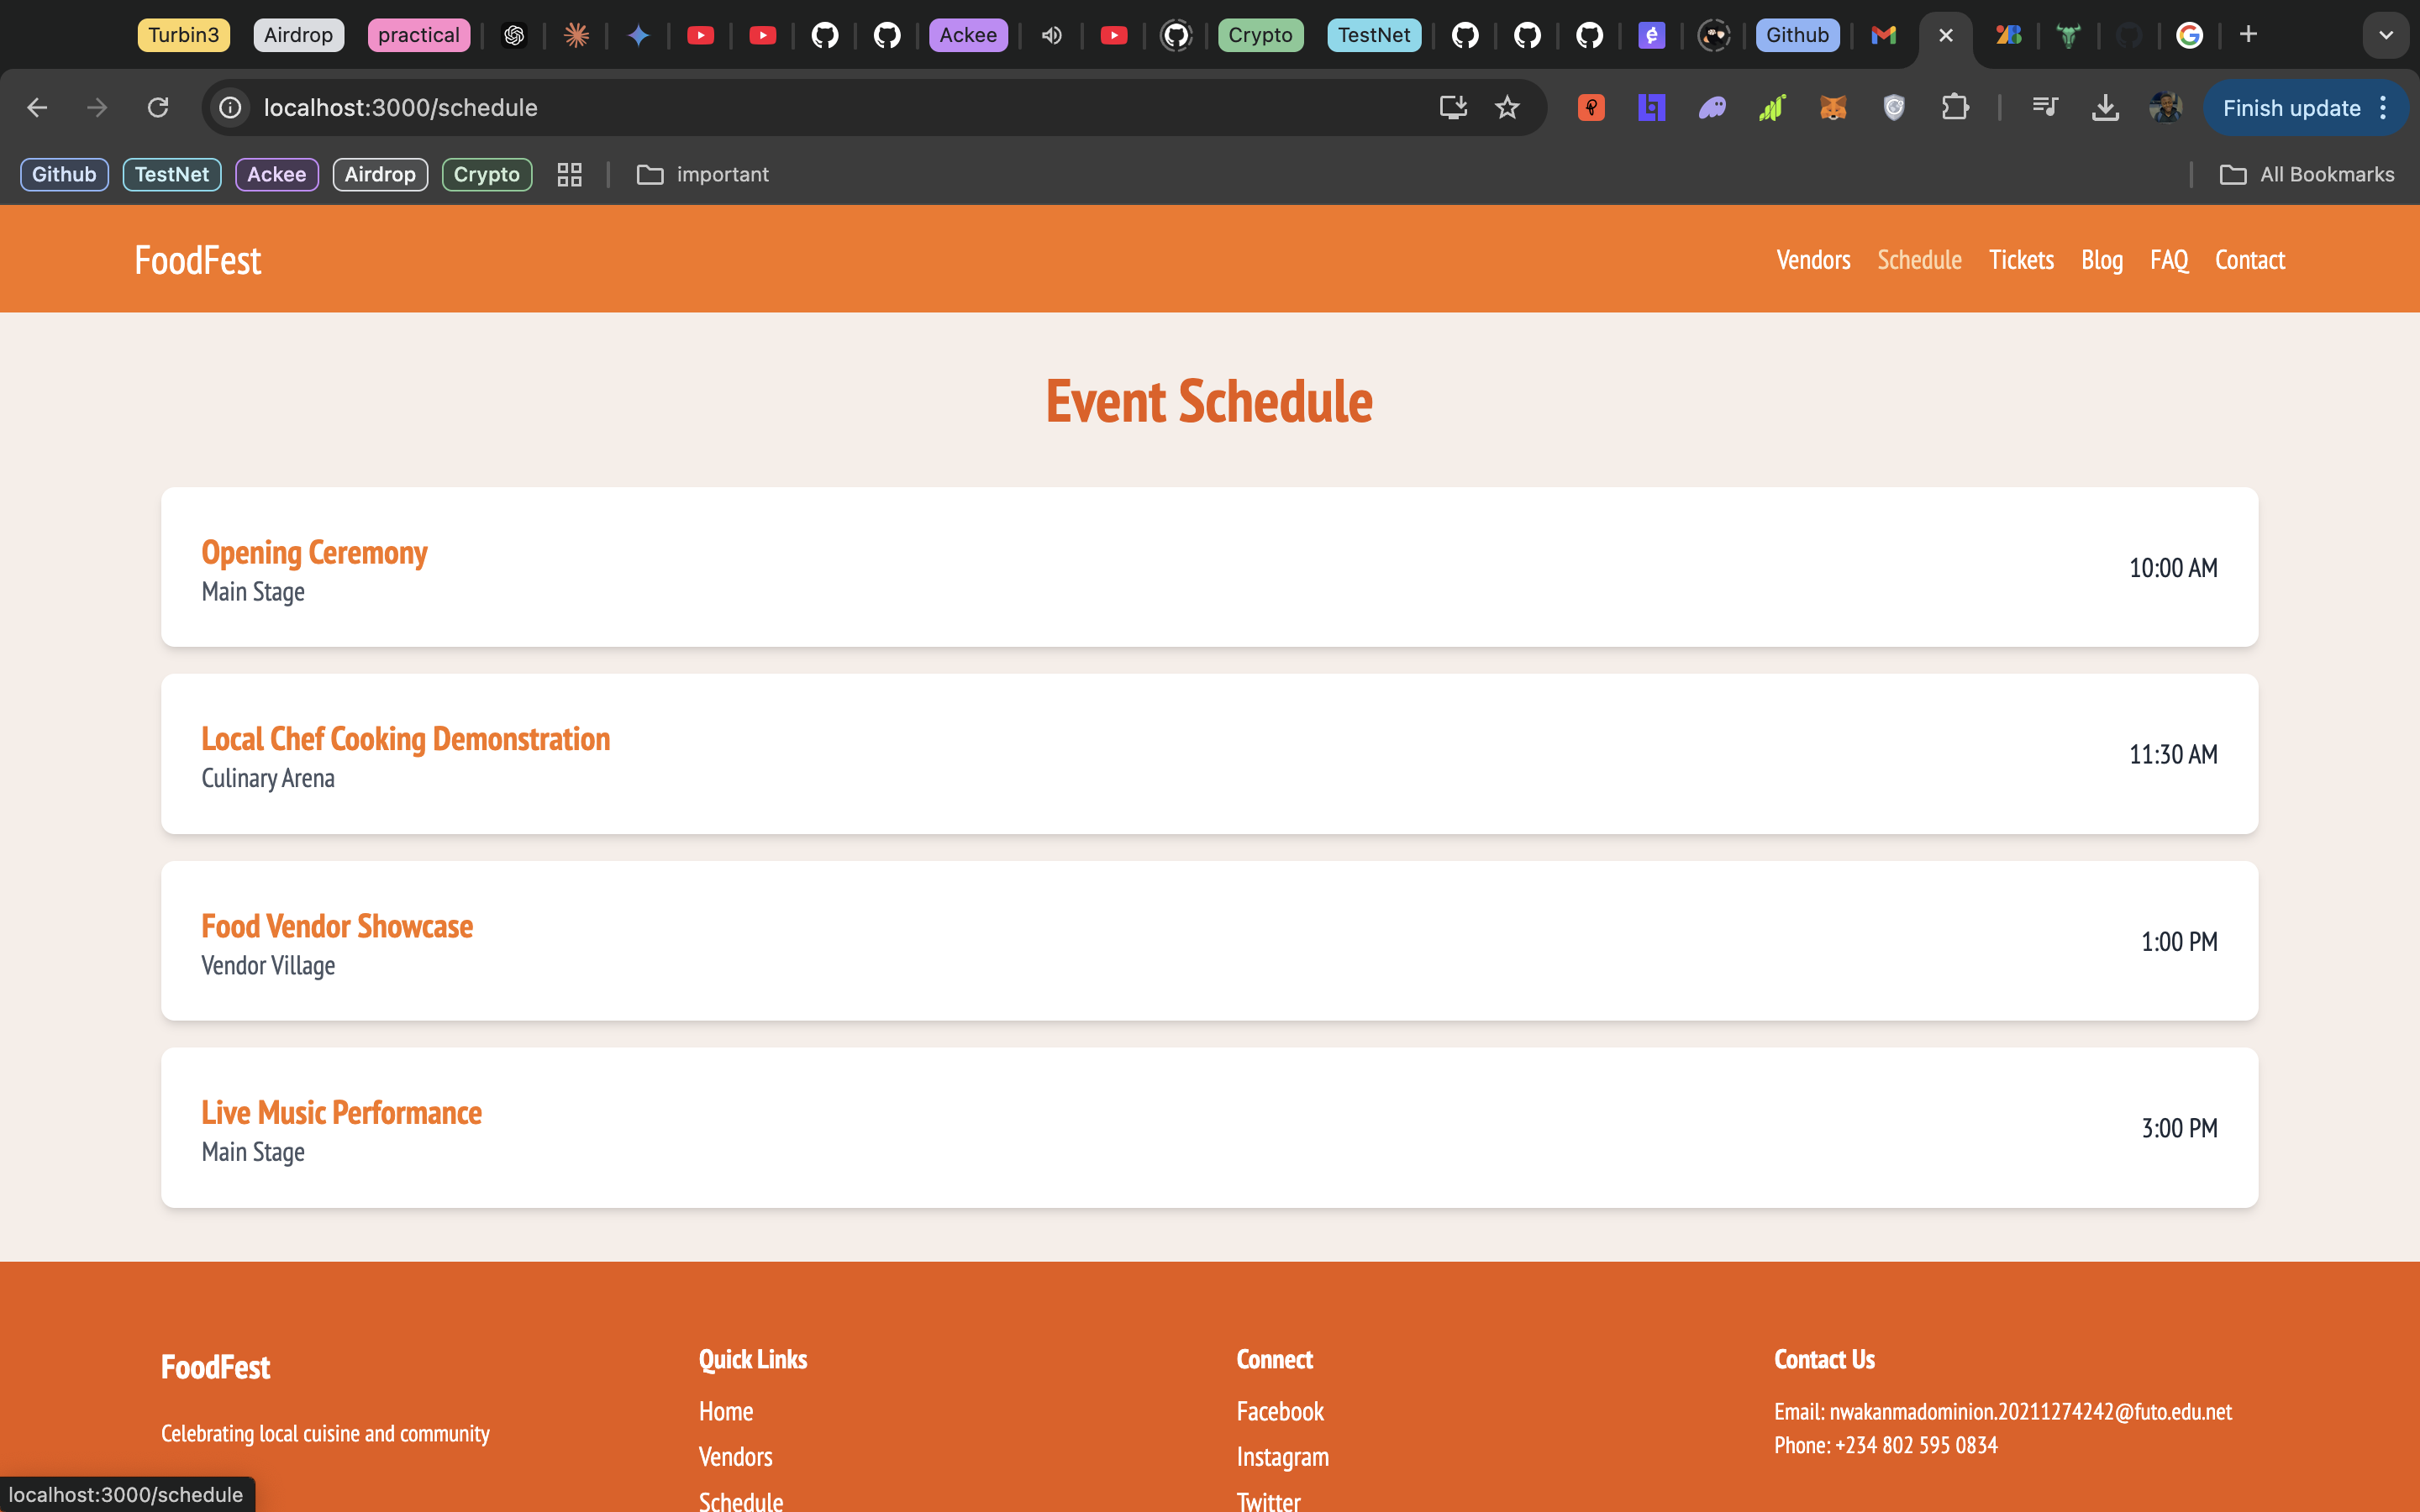 Turbin3 Airdrop practical Ackee Crypto TestNet Github
localhost:3000/schedule Finish update
Github TestNet Ackee Airdrop Crypto important All Bookmarks
FoodFest Vendors Schedule Tickets Blog FAQ Contact
Event Schedule
Opening Ceremony
Main Stage
10:00 AM
Local Chef Cooking Demonstration
Culinary Arena
11:30 AM
Food Vendor Showcase
Vendor Village
1:00 PM
Live Music Performance
Main Stage
3:00 PM
FoodFest
Celebrating local cuisine and community
Quick Links
Home
Vendors
Schedule
Connect
Facebook
Instagram
Twitter
Contact Us
Email: nwakanmadominion.20211274242@futo.edu.net
Phone: +234 802 595 0834
localhost:3000/schedule